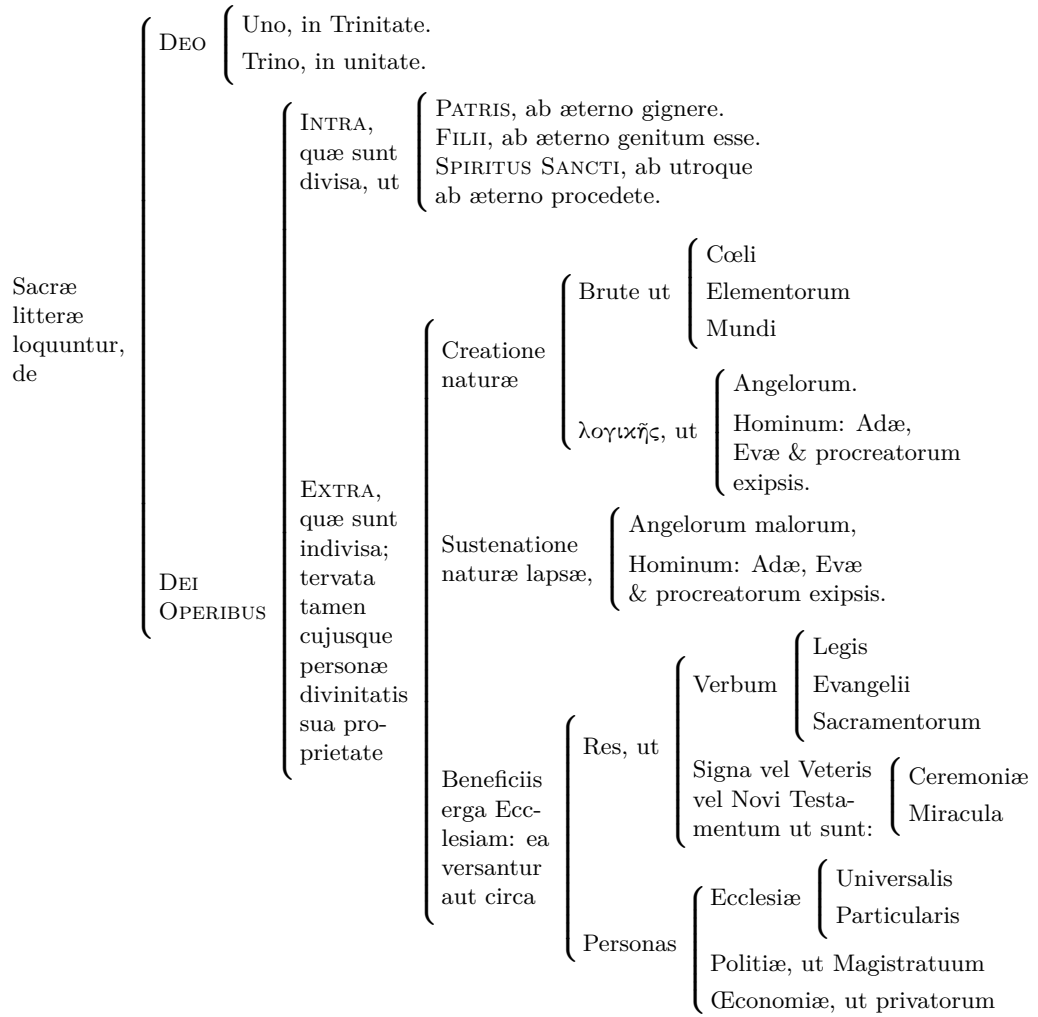 Sacræ
litteræ
loquuntur,
de
DEO
Uno, in Trinitate.
Trino, in unitate.
DEI
OPERIBUS
INTRA,
quæ sunt
divisa, ut
PATRIS, ab æterno gignere.
FILII, ab æterno genitum esse.
SPIRITUS SANCTI, ab utroque
ab æterno procedete.
EXTRA,
quæ sunt
indivisa;
tervata
tamen
cujusque
personæ
divinitatis
sua pro-
prietate
Creatione
naturæ
Brute ut
Cœli
Elementorum
Mundi
λογικῆς, ut
Angelorum.
Hominum: Adæ,
Evæ & procreatorum
exipsis.
Sustenatione
naturæ lapsæ,
Angelorum malorum,
Hominum: Adæ, Evæ
& procreatorum exipsis.
Beneficiis
erga Ecc-
lesiam: ea
versantur
aut circa
Res, ut
Verbum
Legis
Evangelii
Sacramentorum
Signa vel Veteris
vel Novi Testa-
mentum ut sunt:
Ceremoniæ
Miracula
Personas
Ecclesiæ
Universalis
Particularis
Politiæ, ut Magistratuum
Œconomiæ, ut privatorum